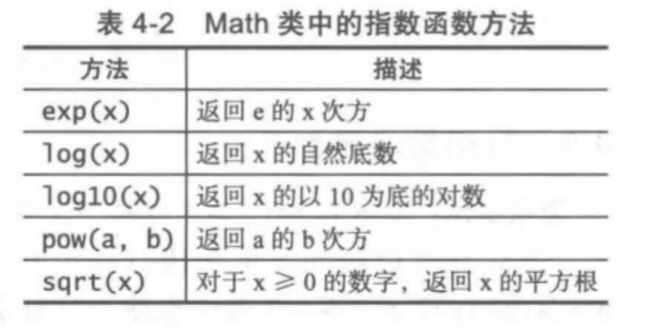 表 4-2 Math 类中的指数函数方法
方法 描述
exp(x) 返回 e 的 x 次方
log(x) 返回 x 的自然底数
log10(x) 返回 x 的以 10 为底的对数
pow(a, b) 返回 a 的 b 次方
sqrt(x) 对于 x ≥ 0 的数字，返回 x 的平方根